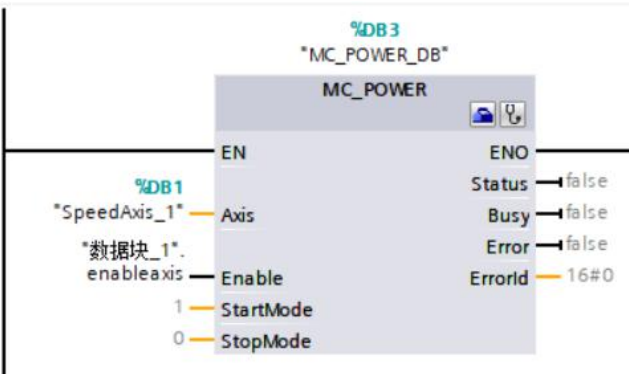 %DB3
"MC_POWER_DB"
MC_POWER
EN ENO
Status false
%DB1
"SpeedAxis_1" Axis Busy false
"数据块_1".
enableaxis Enable
Error false
ErrorId 16#0
1 StartMode
0 StopMode